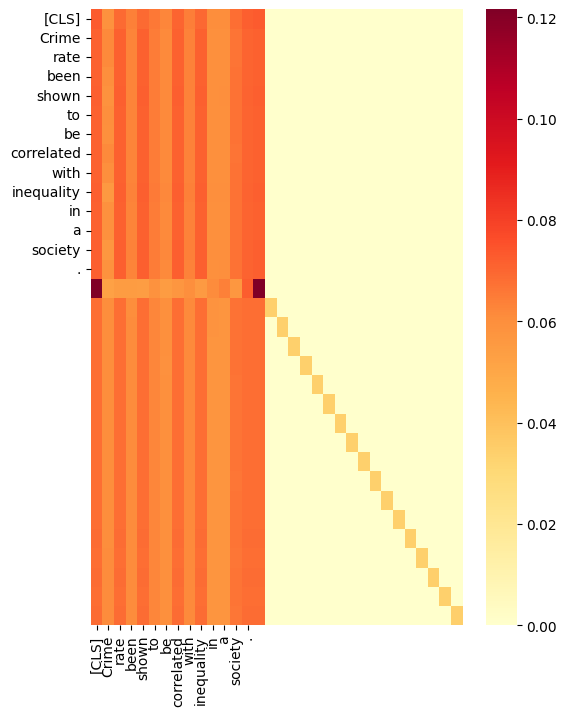 [CLS]
Crime
rate
been
shown
to
be
correlated
with
inequality
in
a
society
.
0.12
0.10
0.08
0.06
0.04
0.02
0.00
[CLS]
Crime
rate
been
shown
to
be
correlated
with
inequality
in
a
society
.